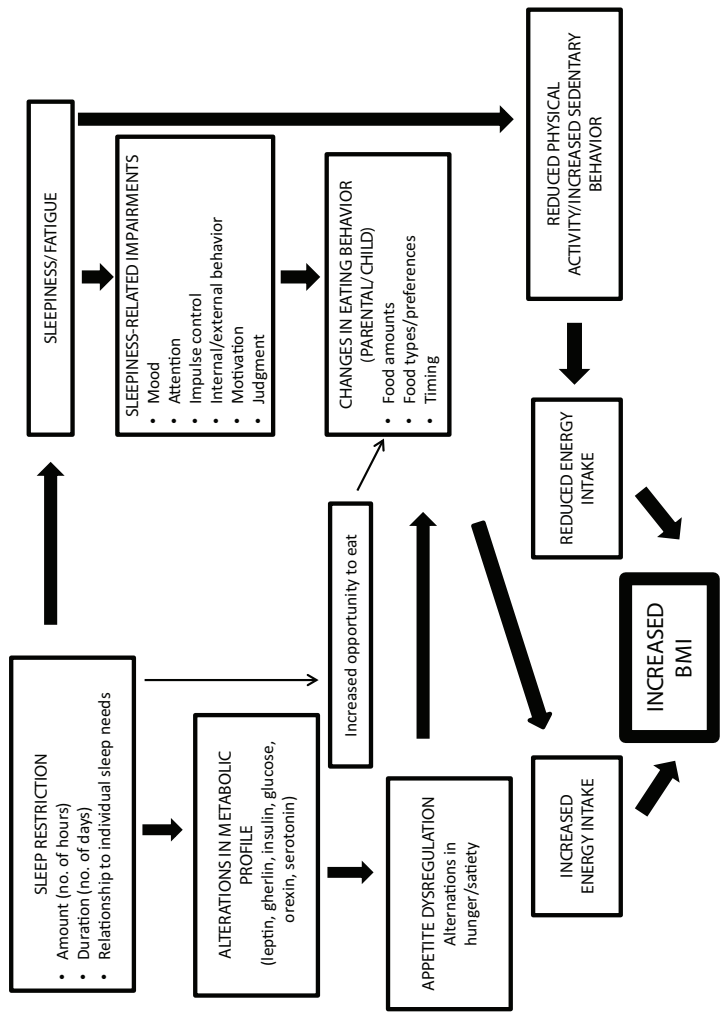 SLEEP RESTRICTION
• Amount (no. of hours)
• Duration (no. of days)
• Relationship to individual sleep needs
SLEEPINESS/FATIGUE
ALTERATIONS IN METABOLIC
PROFILE
(leptin, gherlin, insulin, glucose,
orexin, serotonin)
SLEEPINESS-RELATED IMPAIRMENTS
• Mood
• Attention
• Impulse control
• Internal/external behavior
• Motivation
• Judgment
Increased opportunity to eat
CHANGES IN EATING BEHAVIOR
(PARENTAL/CHILD)
• Food amounts
• Food types/preferences
• Timing
APPETITE DYSREGULATION
Alternations in
hunger/satiety
INCREASED
ENERGY INTAKE
REDUCED ENERGY
INTAKE
REDUCED PHYSICAL
ACTIVITY/INCREASED SEDENTARY
BEHAVIOR
INCREASED
BMI